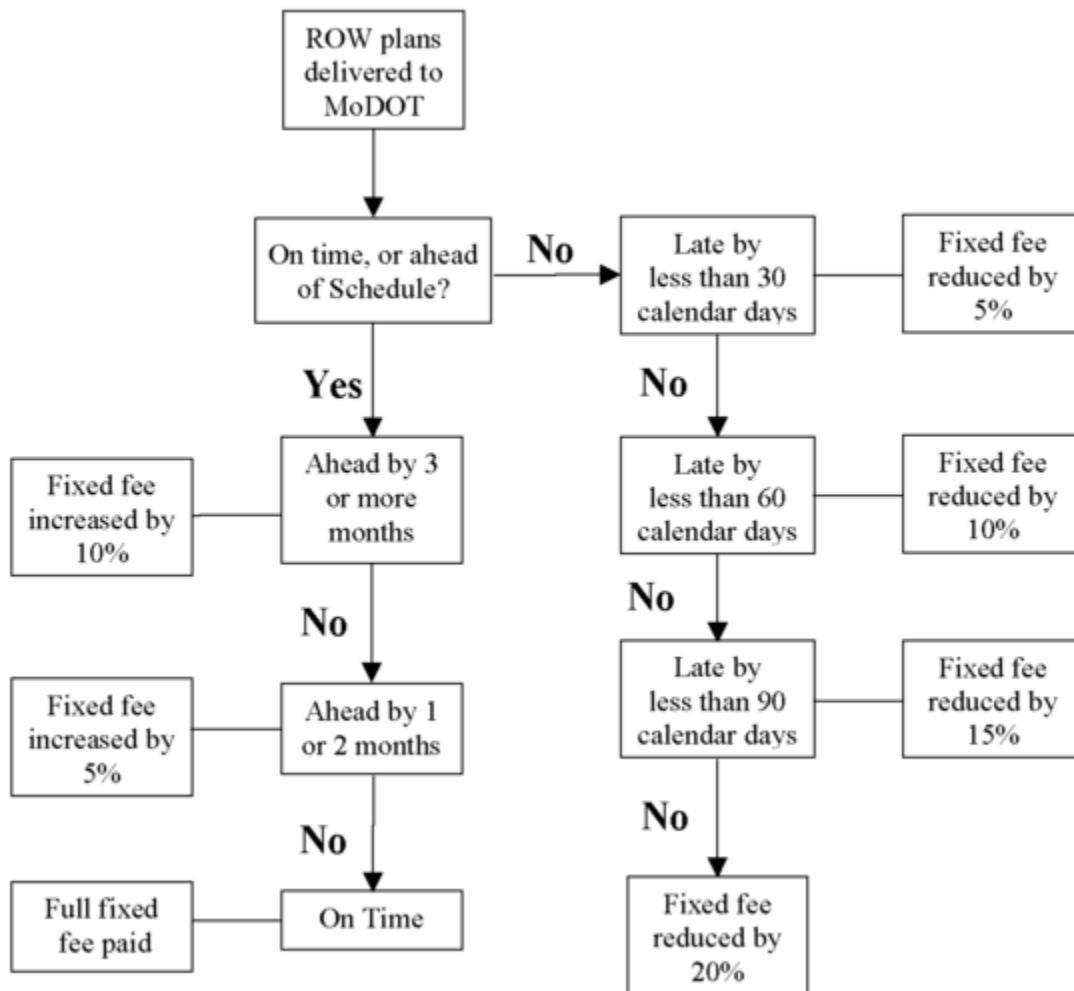 ROW plans
delivered to
MoDOT
On time, or ahead
of Schedule?
No
Late by
less than 30
calendar days
Fixed fee
reduced by
5%
Yes
No
Ahead by 3
or more
months
Fixed fee
increased by
10%
Late by
less than 60
calendar days
Fixed fee
reduced by
10%
No
No
Ahead by 1
or 2 months
Fixed fee
increased by
5%
Late by
less than 90
calendar days
Fixed fee
reduced by
15%
No
No
On Time
Full fixed
fee paid
Fixed fee
reduced by
20%